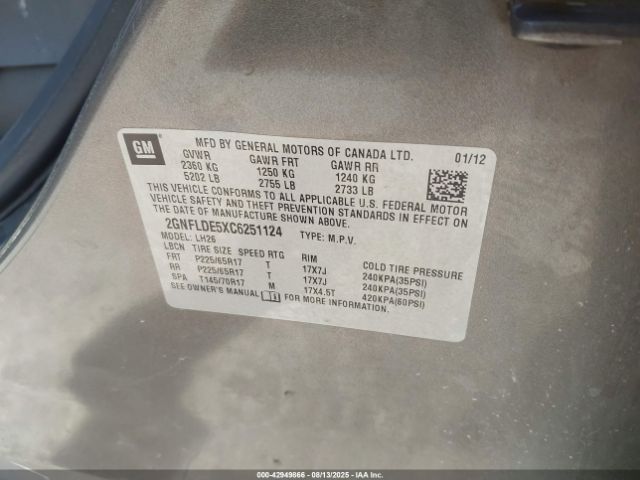 GM
MFD BY GENERAL MOTORS OF CANADA LTD. 01/12
GVWR GAWR FRT GAWR RR
2360 KG 1250 KG 1240 KG
5202 LB 2755 LB 2733 LB
THIS VEHICLE CONFORMS TO ALL APPLICABLE U.S. FEDERAL MOTOR
VEHICLE SAFETY AND THEFT PREVENTION STANDARDS IN EFFECT ON
THE DATE OF MANUFACTURE SHOWN ABOVE.
2GNFLDE5XC6251124 TYPE: M.P.V.
MODEL: LH26
LBCN TIRE SIZE SPEED RTG RIM COLD TIRE PRESSURE
FRT P225/65R17 T 17X7J 240KPA(35PSI)
RR P225/65R17 T 17X7J 240KPA(35PSI)
SPA T145/70R17 M 17X4.5T 420KPA(60PSI)
SEE OWNER'S MANUAL FOR MORE INFORMATION.
000-42949866 - 08/13/2025 - IAAI.COM